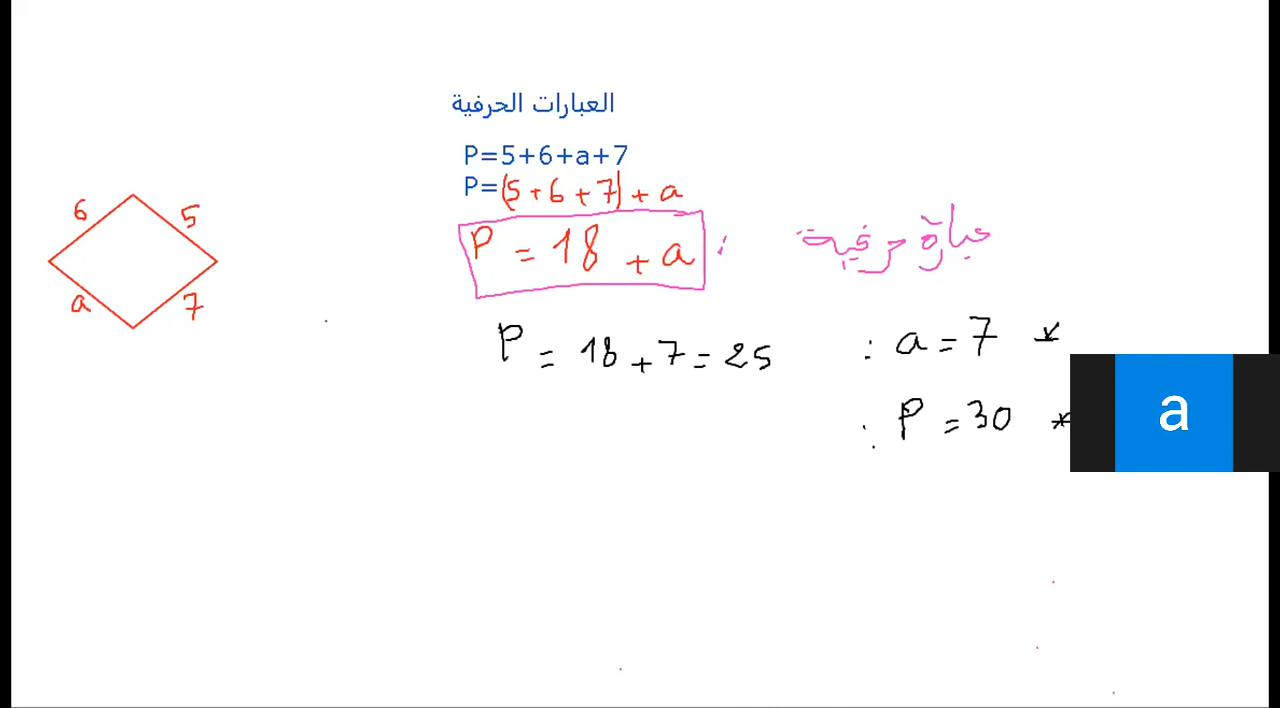 العبارات الحرفية
P=5+6+a+7
P=(5+6+7)+a
P=18+a : عبارة حرفية
6
5
a
7
* a=7 :
P=18+7=25
* P=30 :
a